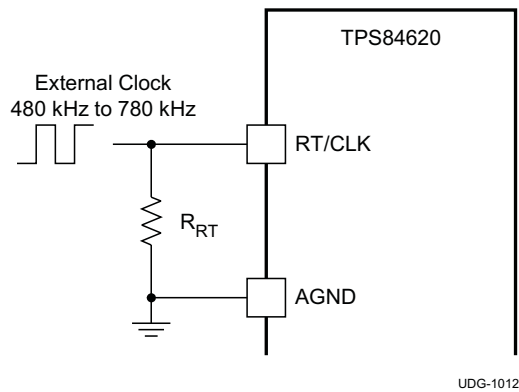 TPS84620
External Clock
480 kHz to 780 kHz
RT/CLK
RRT
AGND
UDG-1012